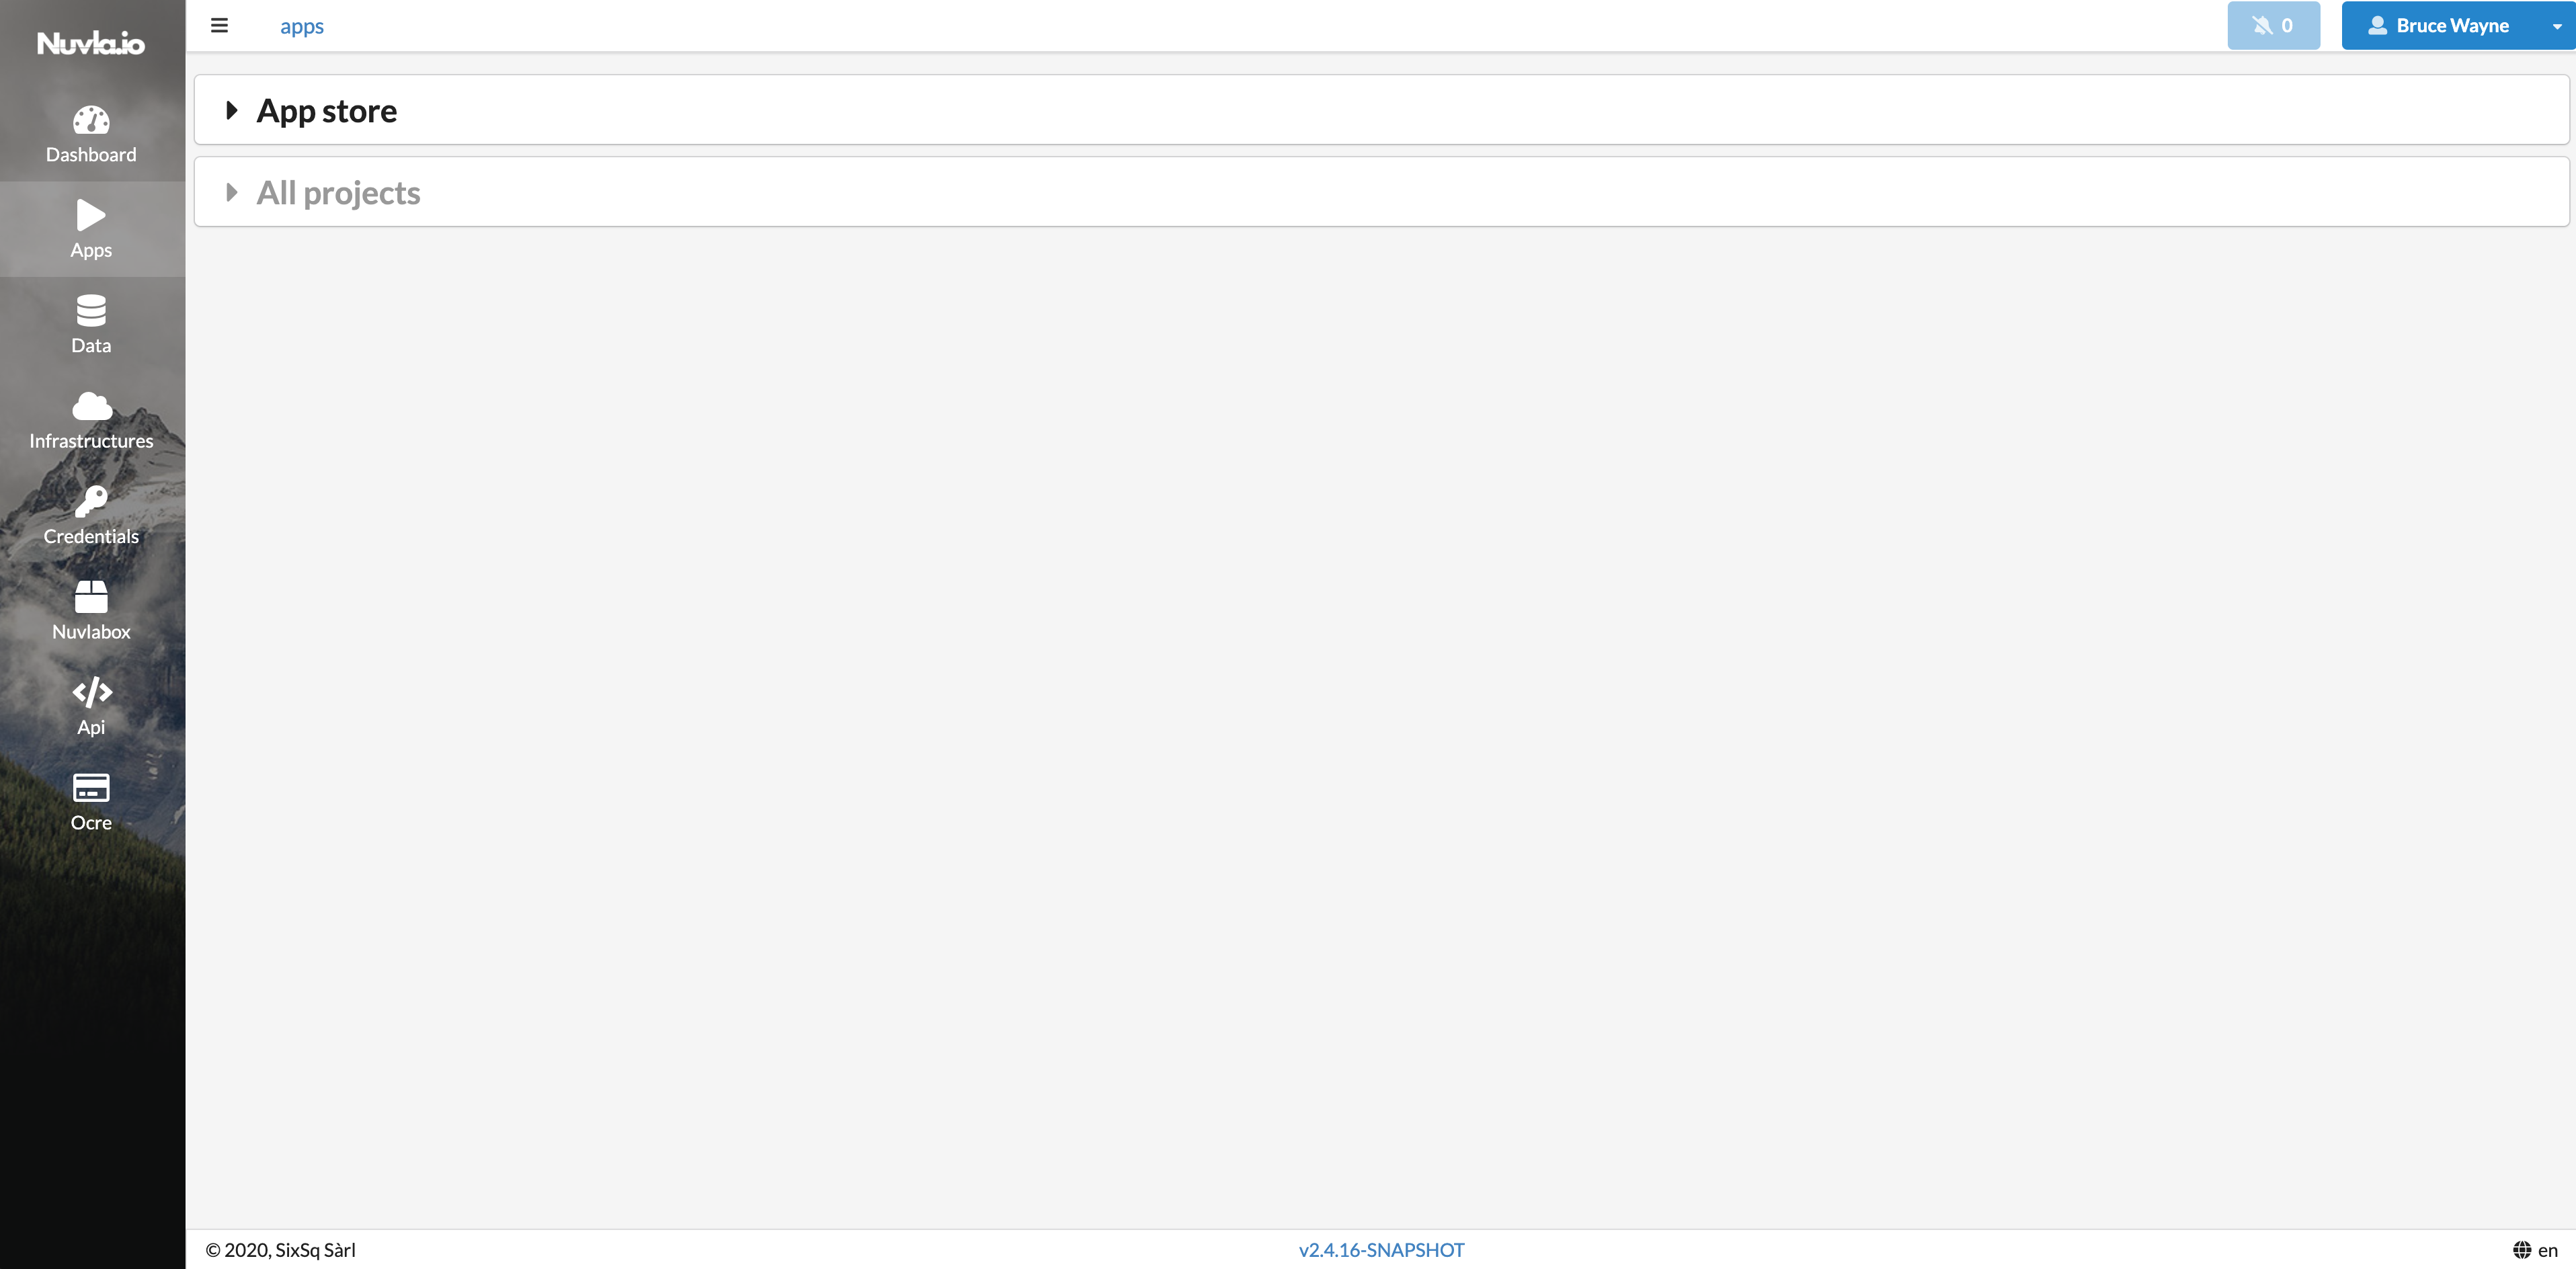 Nuvla.io
apps
0
Bruce Wayne
App store
All projects
Dashboard
Apps
Data
Infrastructures
Credentials
Nuvlabox
Api
Ocre
© 2020, SixSq Sàrl
v2.4.16-SNAPSHOT
en